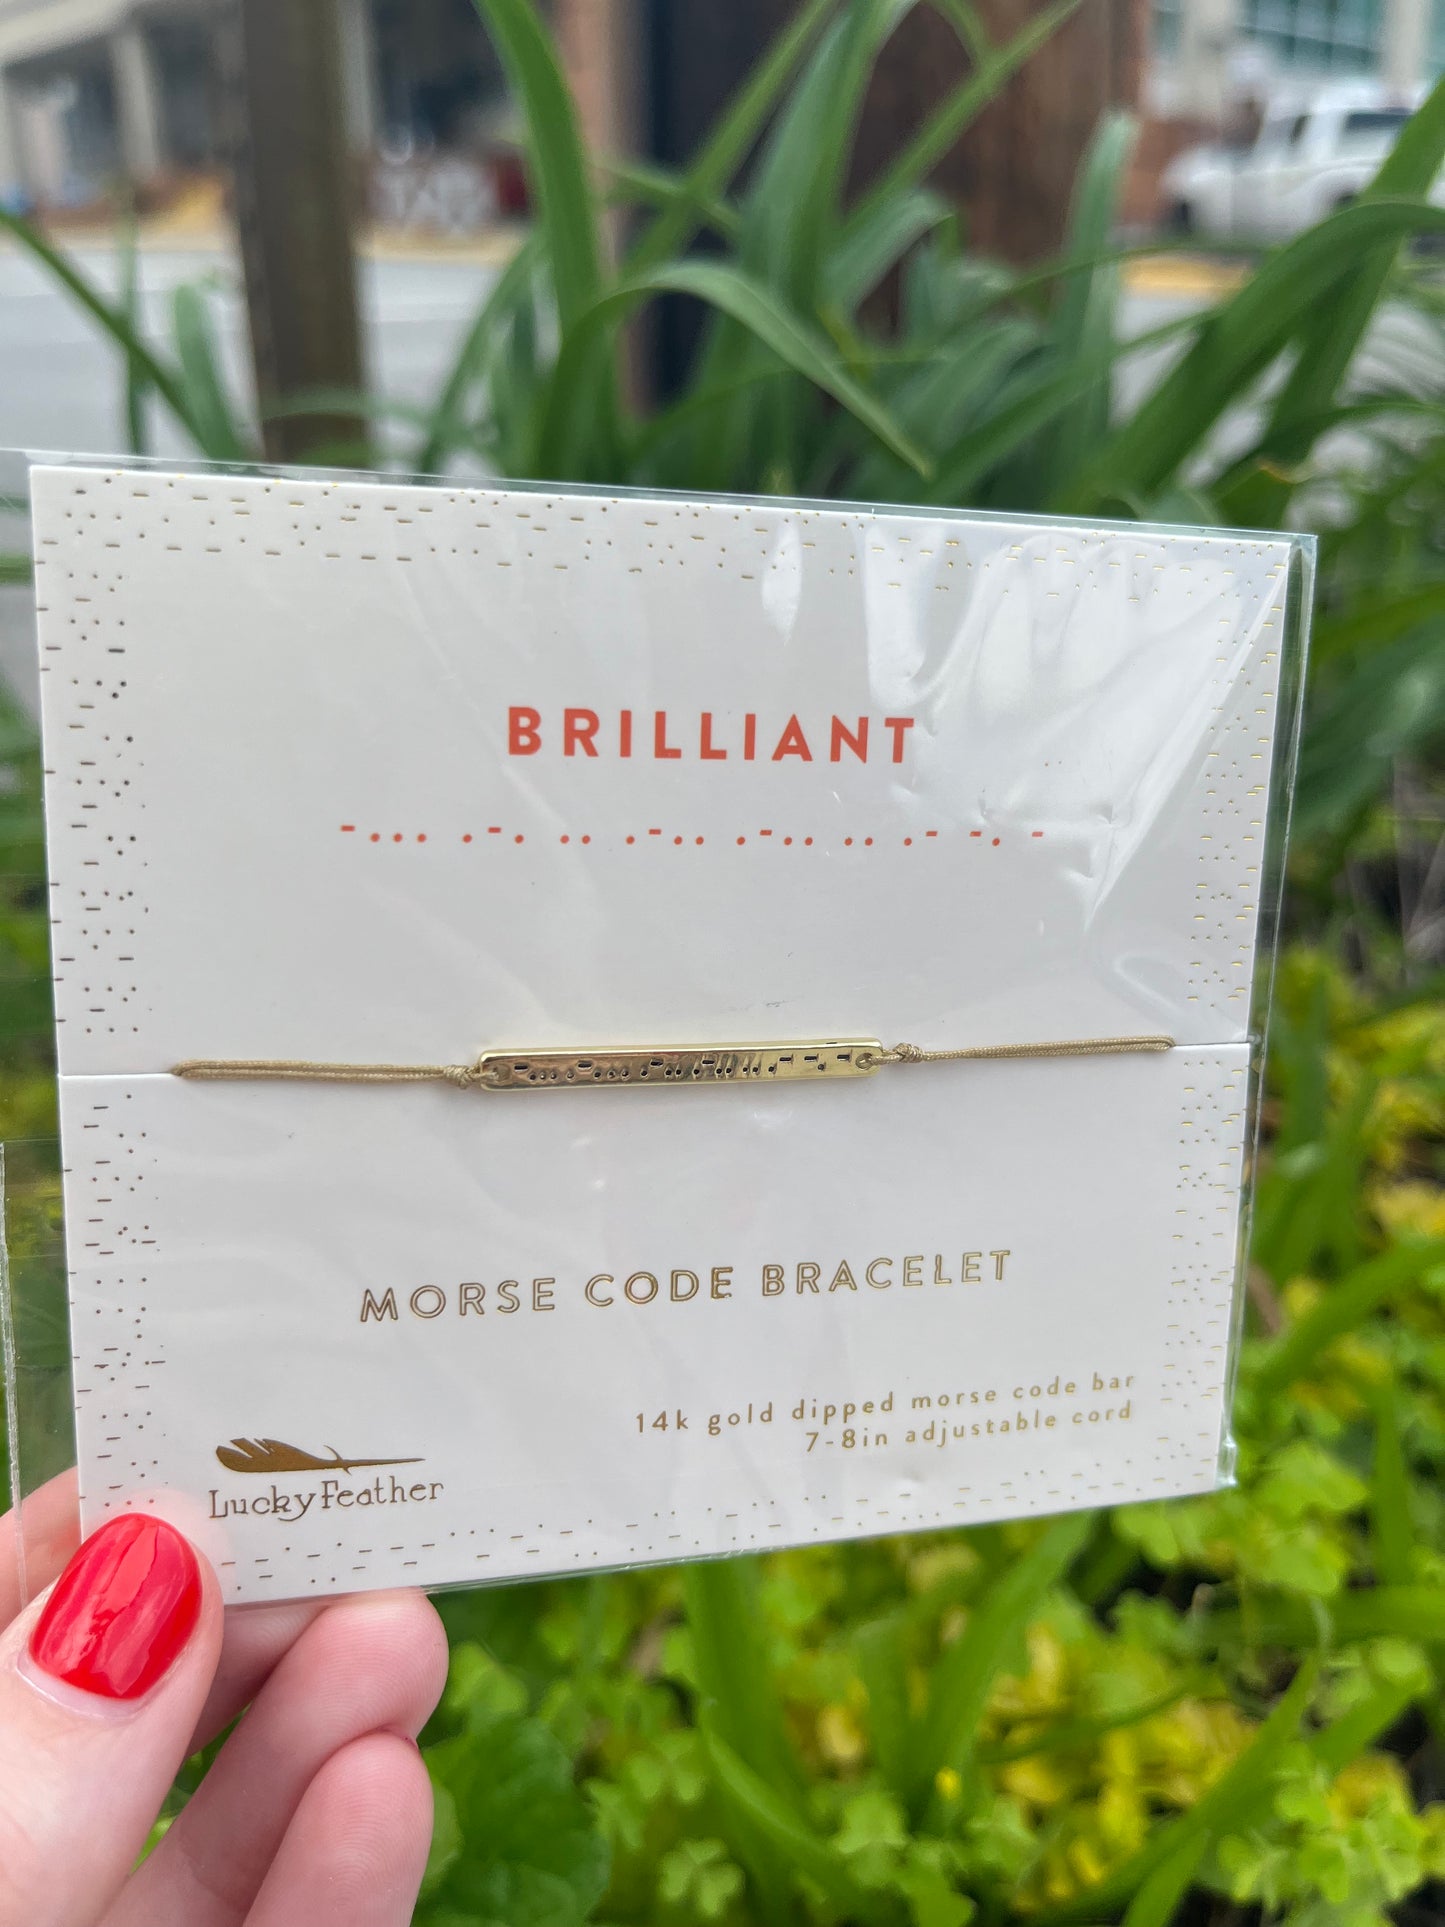 BRILLIANT
-... .-. .. .-.. .-.. .. .- -. -
MORSE CODE BRACELET
14k gold dipped morse code bar
7-8in adjustable cord
LuckyFeather